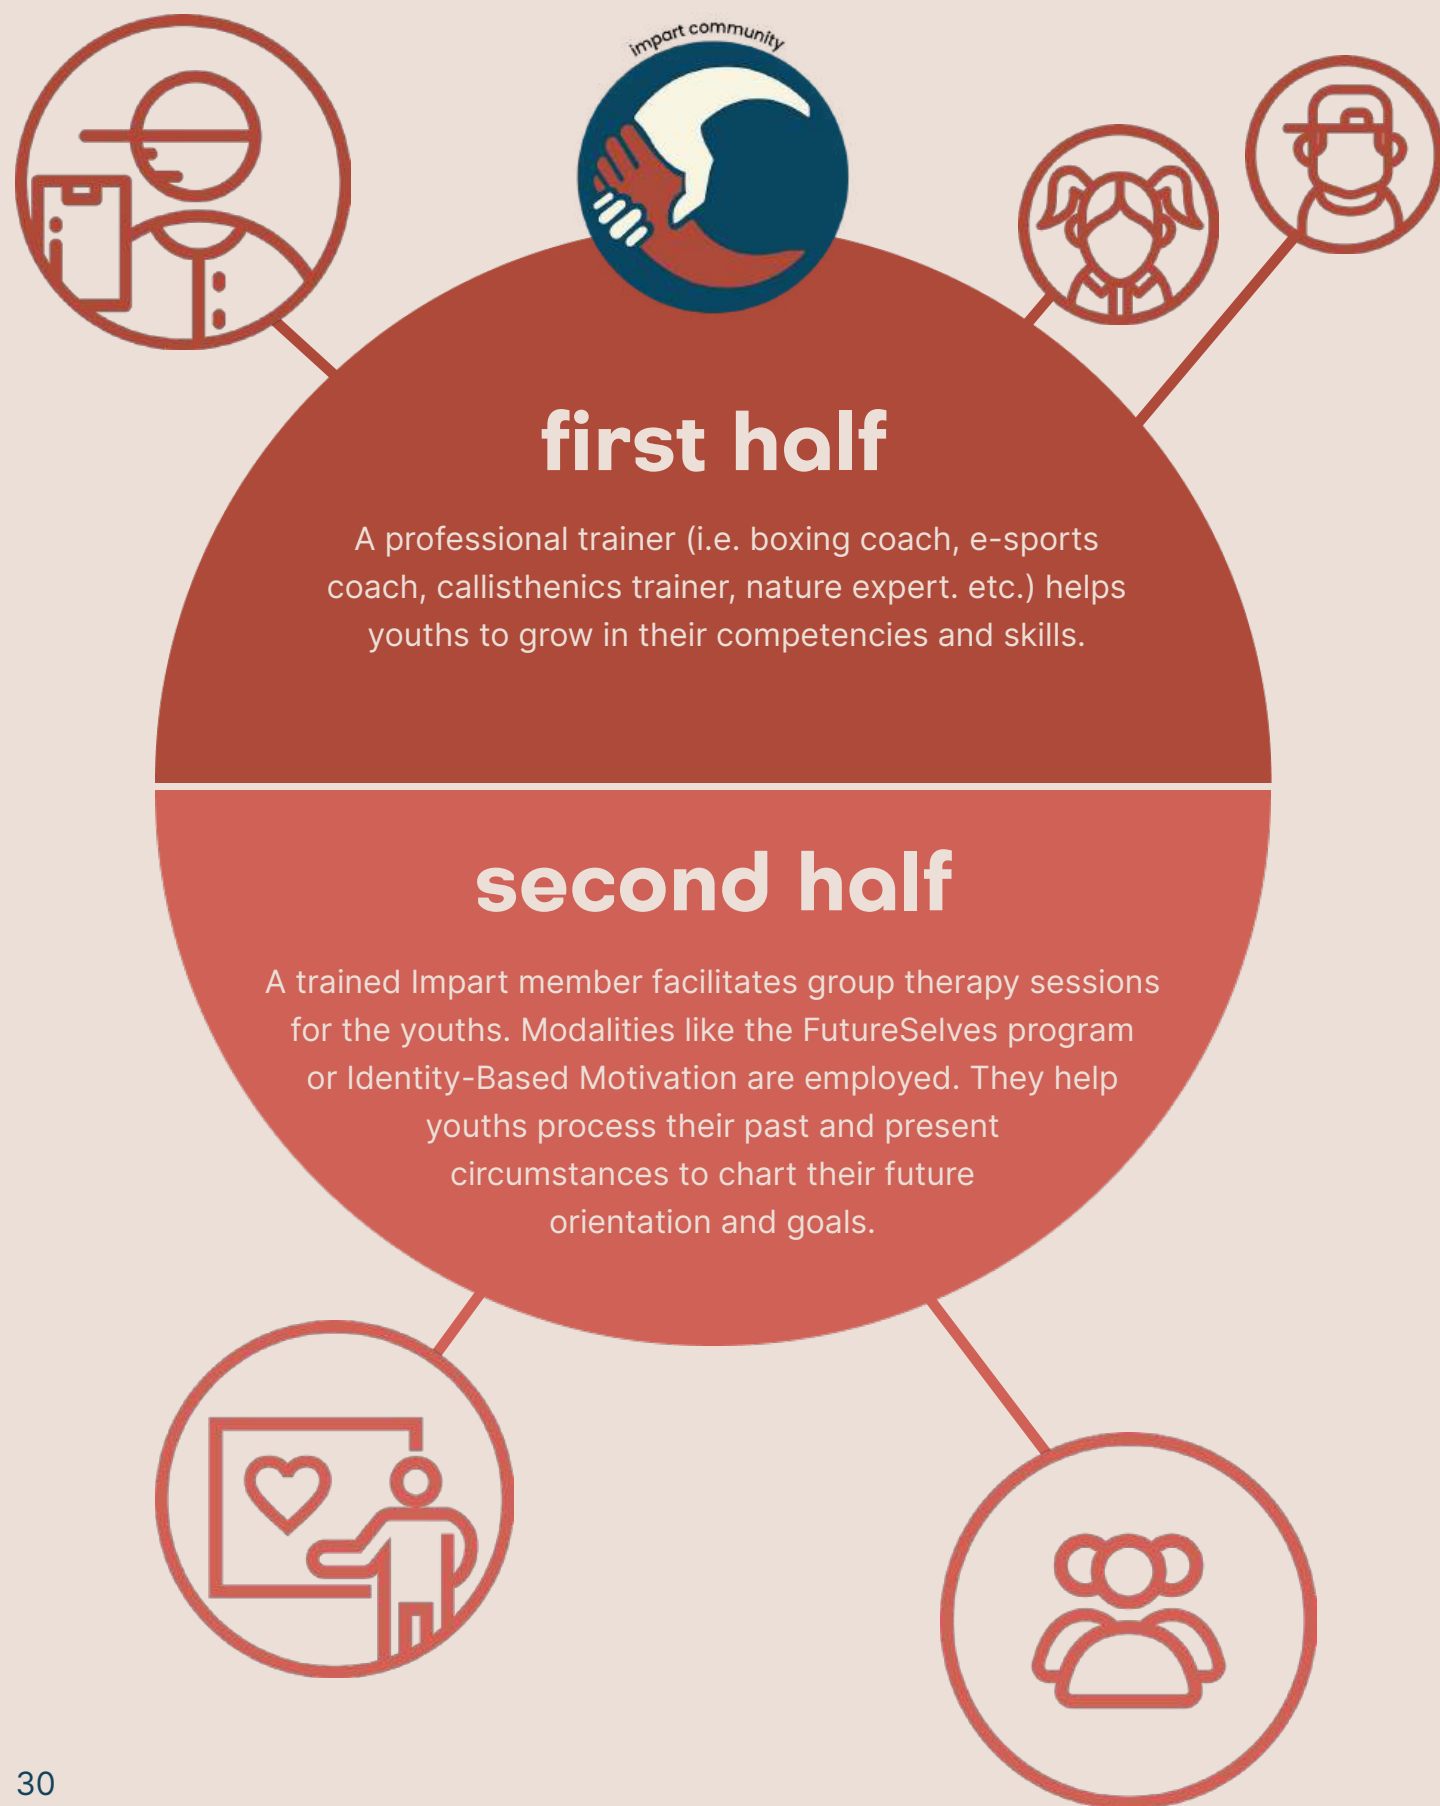 impart community
first half
A professional trainer (i.e. boxing coach, e-sports
coach, callisthenics trainer, nature expert. etc.) helps
youths to grow in their competencies and skills.
second half
A trained Impart member facilitates group therapy sessions
for the youths. Modalities like the FutureSelves program
or Identity-Based Motivation are employed. They help
youths process their past and present
circumstances to chart their future
orientation and goals.
30